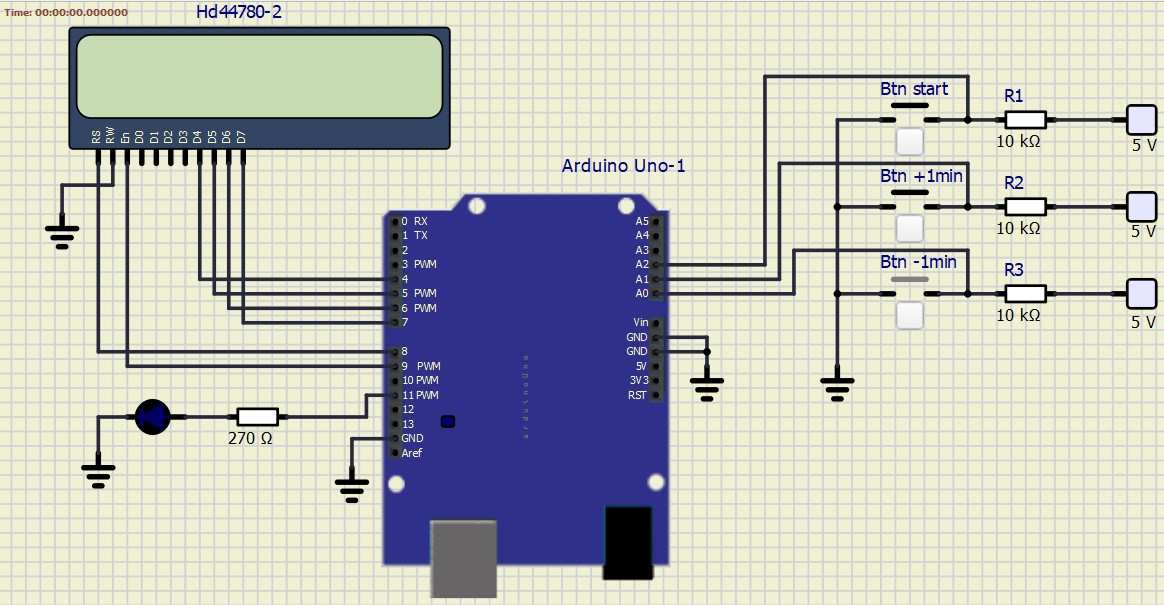 Time: 00:00:00.000000
Hd44780-2
RS RW En D0 D1 D2 D3 D4 D5 D6 D7
Btn start
R1
10 kΩ
5 V
Btn +1min
R2
10 kΩ
5 V
Btn -1min
R3
10 kΩ
5 V
Arduino Uno-1
0 RX
1 TX
2
3 PWM
4
5 PWM
6 PWM
7
8
9 PWM
10 PWM
11 PWM
12
13
GND
Aref
A5
A4
A3
A2
A1
A0
Vin
GND
GND
5V
3V3
RST
arduinoUno
270 Ω